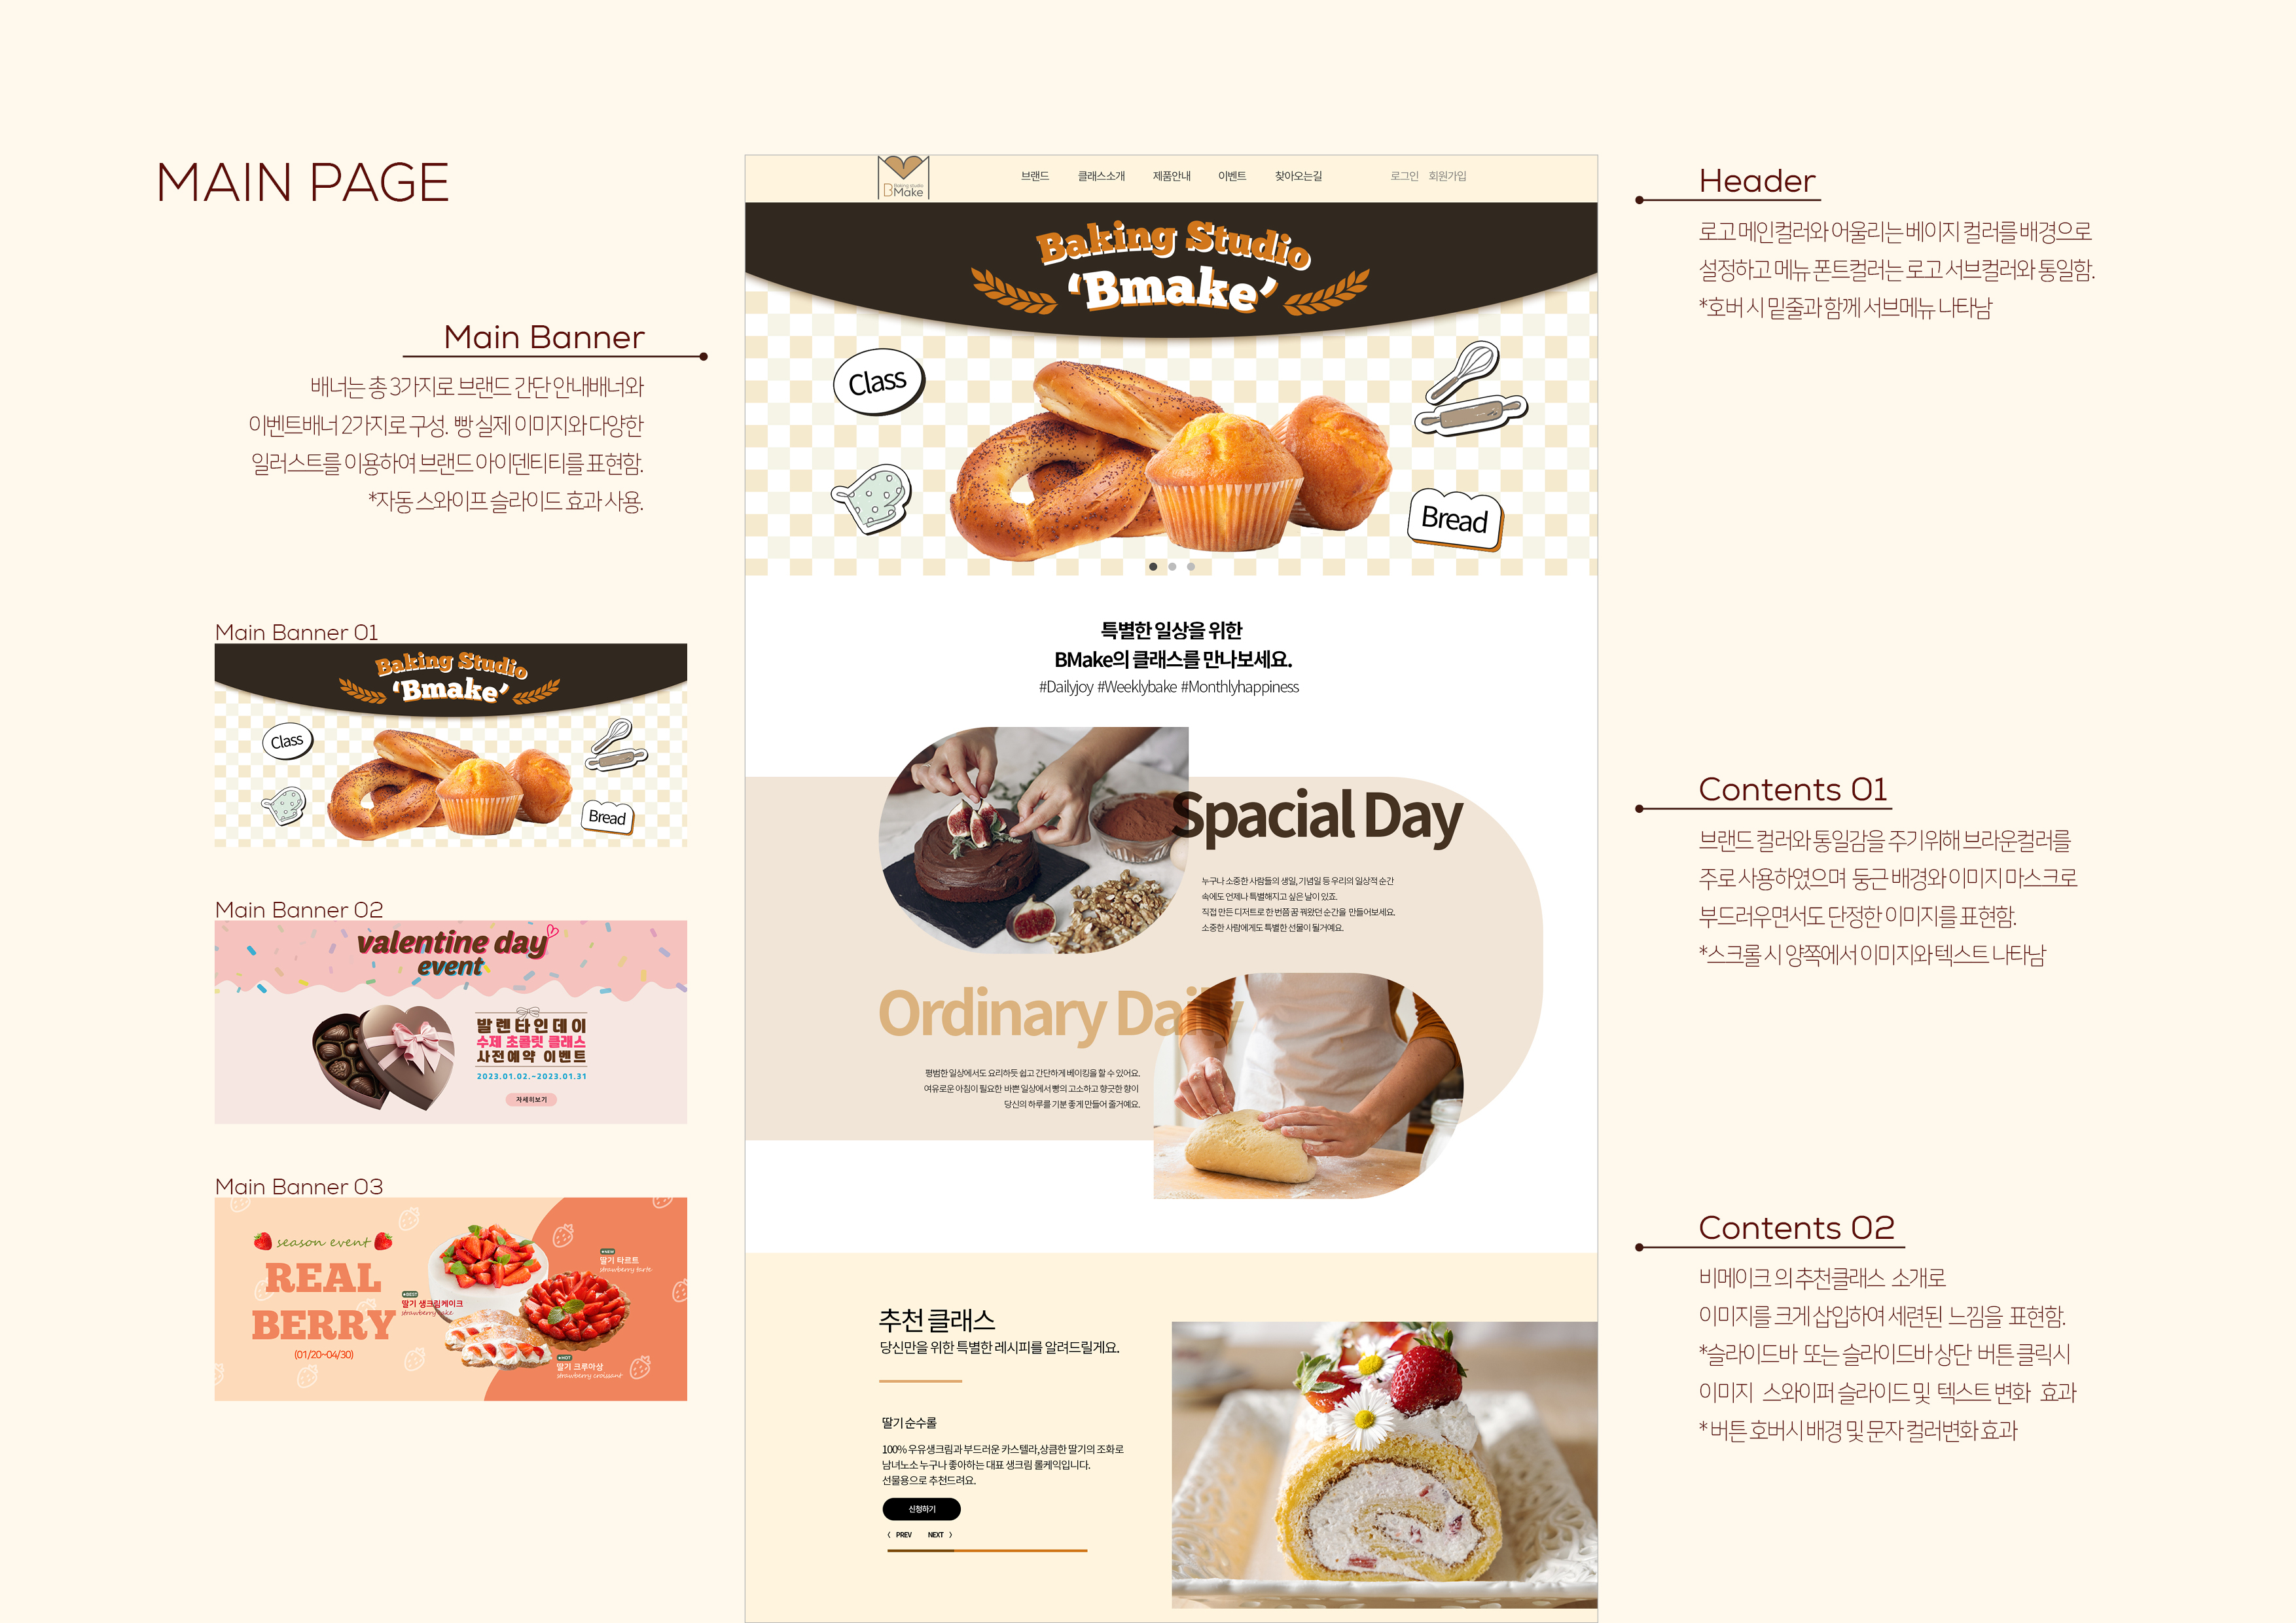 MAIN PAGE
Main Banner
배너는 총 3가지로 브랜드 간단 안내배너와
이벤트배너 2가지로 구성. 빵 실제 이미지와 다양한
일러스트를 이용하여 브랜드 아이덴티티를 표현함.
*자동 스와이프 슬라이드 효과 사용.
Main Banner 01
Baking Studio
'Bmake'
Class
Bread
Main Banner 02
valentine day
event
발렌타인데이
수제 초콜릿 클래스
사전예약 이벤트
2023.01.02.~2023.01.31
자세히보기
Main Banner 03
season event
REAL
BERRY
(01/20~04/30)
NEW
딸기 타르트
strawberry tarte
BEST
딸기 생크림케이크
strawberry cake
HOT
딸기 크루아상
strawberry croissant
Baking studio
BMake
브랜드 클래스소개 제품안내 이벤트 찾아오는길 로그인 회원가입
Baking Studio
'Bmake'
Class
Bread
특별한 일상을 위한
BMake의 클래스를 만나보세요.
#Dailyjoy #Weeklybake #Monthlyhappiness
Spacial Day
누구나 소중한 사람들의 생일, 기념일 등 우리의 일상적 순간
속에도 언제나 특별해지고 싶은 날이 있죠.
직접 만든 디저트로 한 번쯤 꿈 꿔왔던 순간을 만들어보세요.
소중한 사람에게도 특별한 선물이 될거예요.
Ordinary Daily
평범한 일상에서도 요리하듯 쉽고 간단하게 베이킹을 할 수 있어요.
여유로운 아침이 필요한 바쁜 일상에서 빵의 고소하고 향긋한 향이
당신의 하루를 기분 좋게 만들어 줄거예요.
추천 클래스
당신만을 위한 특별한 레시피를 알려드릴게요.
딸기 순수롤
100% 우유생크림과 부드러운 카스텔라,상큼한 딸기의 조화로
남녀노소 누구나 좋아하는 대표 생크림 롤케익입니다.
선물용으로 추천드려요.
신청하기
〈 PREV NEXT 〉
Header
로고 메인컬러와 어울리는 베이지 컬러를 배경으로
설정하고 메뉴 폰트컬러는 로고 서브컬러와 통일함.
*호버 시 밑줄과 함께 서브메뉴 나타남
Contents 01
브랜드 컬러와 통일감을 주기위해 브라운컬러를
주로 사용하였으며 둥근 배경와 이미지 마스크로
부드러우면서도 단정한 이미지를 표현함.
*스크롤 시 양쪽에서 이미지와 텍스트 나타남
Contents 02
비메이크 의 추천클래스 소개로
이미지를 크게 삽입하여 세련된 느낌을 표현함.
*슬라이드바 또는 슬라이드바 상단 버튼 클릭시
이미지 스와이퍼 슬라이드 및 텍스트 변화 효과
* 버튼 호버시 배경 및 문자 컬러변화 효과